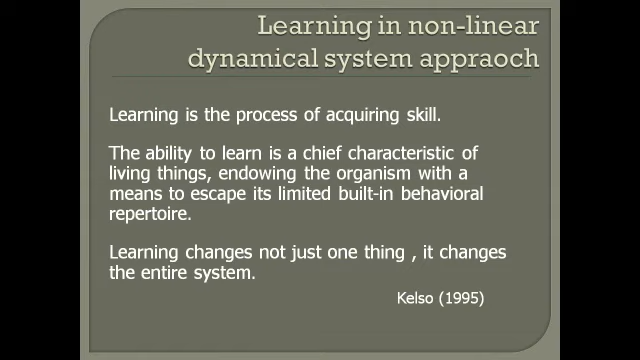 Learning in non-linear
dynamical system appraoch
Learning is the process of acquiring skill.
The ability to learn is a chief characteristic of
living things, endowing the organism with a
means to escape its limited built-in behavioral
repertoire.
Learning changes not just one thing , it changes
the entire system.
Kelso (1995)